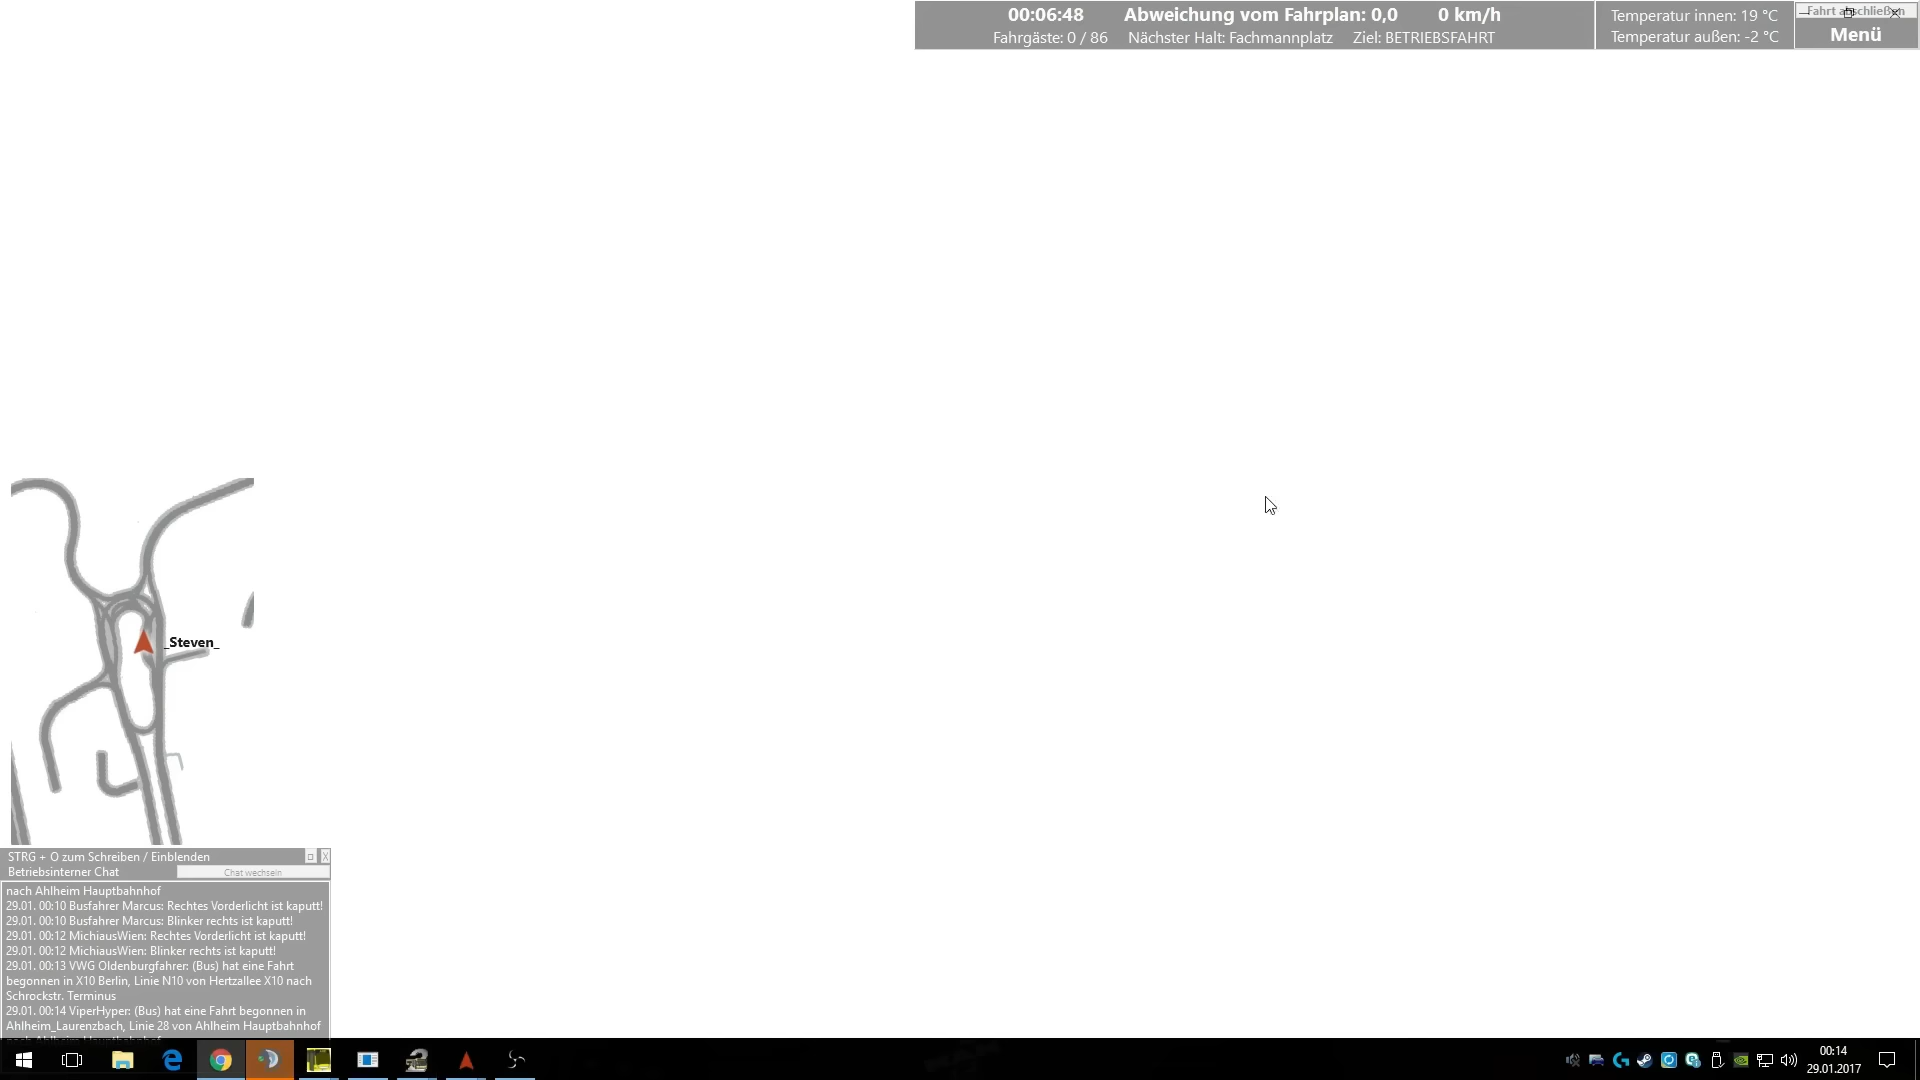 00:06:48 Abweichung vom Fahrplan: 0,0 0 km/h
Fahrgäste: 0 / 86 Nächster Halt: Fachmannplatz Ziel: BETRIEBSFAHRT
Temperatur innen: 19 °C
Temperatur außen: -2 °C
Fahrt abschließen
Menü
_Steven_
STRG + O zum Schreiben / Einblenden
Betriebsinterner Chat
Chat wechseln
nach Ahlheim Hauptbahnhof
29.01. 00:10 Busfahrer Marcus: Rechtes Vorderlicht ist kaputt!
29.01. 00:10 Busfahrer Marcus: Blinker rechts ist kaputt!
29.01. 00:12 MichiausWien: Rechtes Vorderlicht ist kaputt!
29.01. 00:12 MichiausWien: Blinker rechts ist kaputt!
29.01. 00:13 VWG Oldenburgfahrer: (Bus) hat eine Fahrt
begonnen in X10 Berlin, Linie N10 von Hertzallee X10 nach
Schrockstr. Terminus
29.01. 00:14 ViperHyper: (Bus) hat eine Fahrt begonnen in
Ahlheim_Laurenzbach, Linie 28 von Ahlheim Hauptbahnhof
nach Ahlheim Hauptbahnhof
00:14
29.01.2017